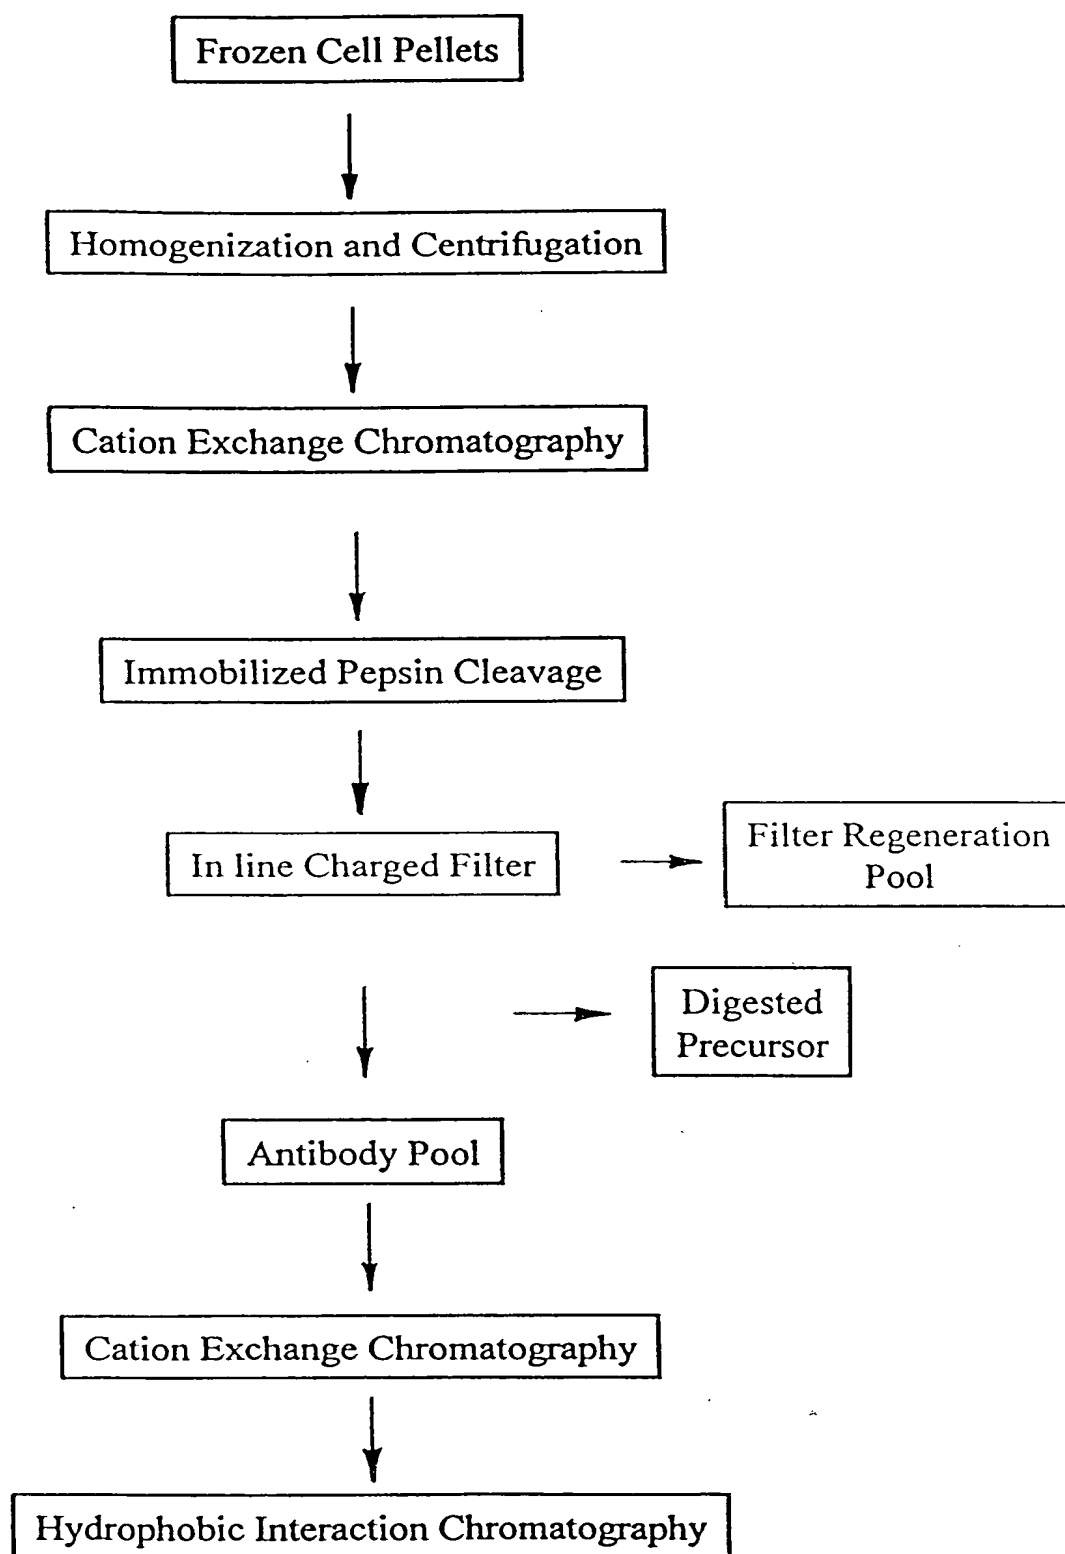 Frozen Cell Pellets
Homogenization and Centrifugation
Cation Exchange Chromatography
Immobilized Pepsin Cleavage
In line Charged Filter
Filter Regeneration
Pool
Digested
Precursor
Antibody Pool
Cation Exchange Chromatography
Hydrophobic Interaction Chromatography